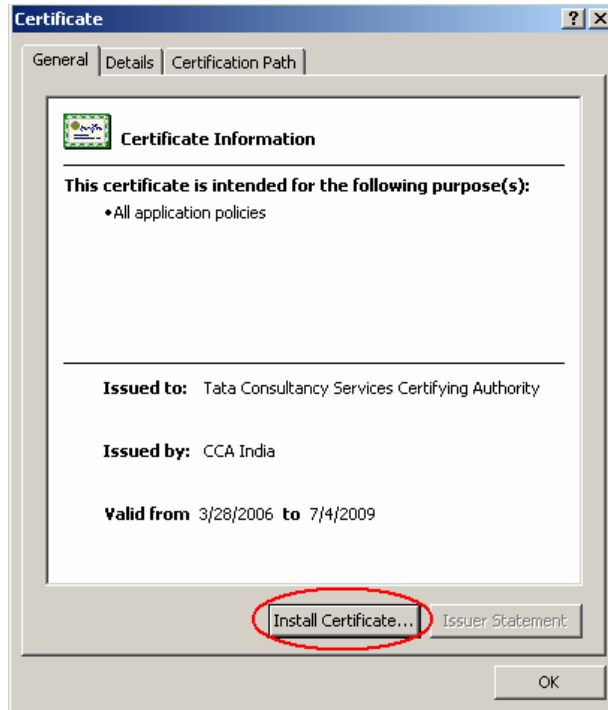 Certificate
General Details Certification Path
Certificate Information
This certificate is intended for the following purpose(s):
•All application policies
Issued to: Tata Consultancy Services Certifying Authority
Issued by: CCA India
Valid from 3/28/2006 to 7/4/2009
Install Certificate... Issuer Statement
OK